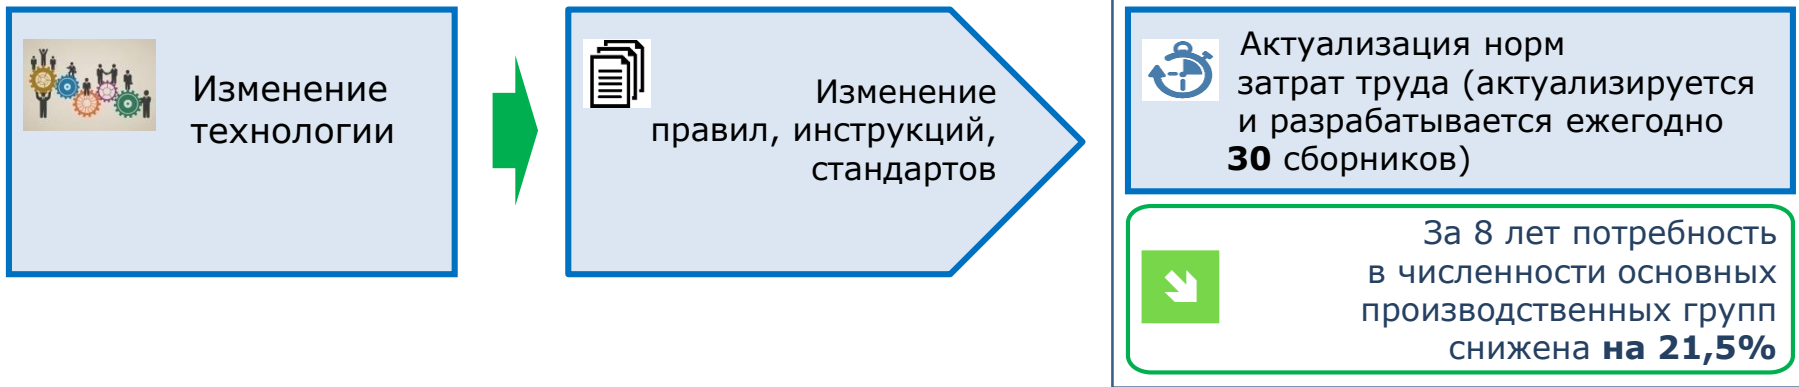 Изменение
технологии
Изменение
правил, инструкций,
стандартов
Актуализация норм
затрат труда (актуализируется
и разрабатывается ежегодно
30 сборников)
За 8 лет потребность
в численности основных
производственных групп
снижена на 21,5%